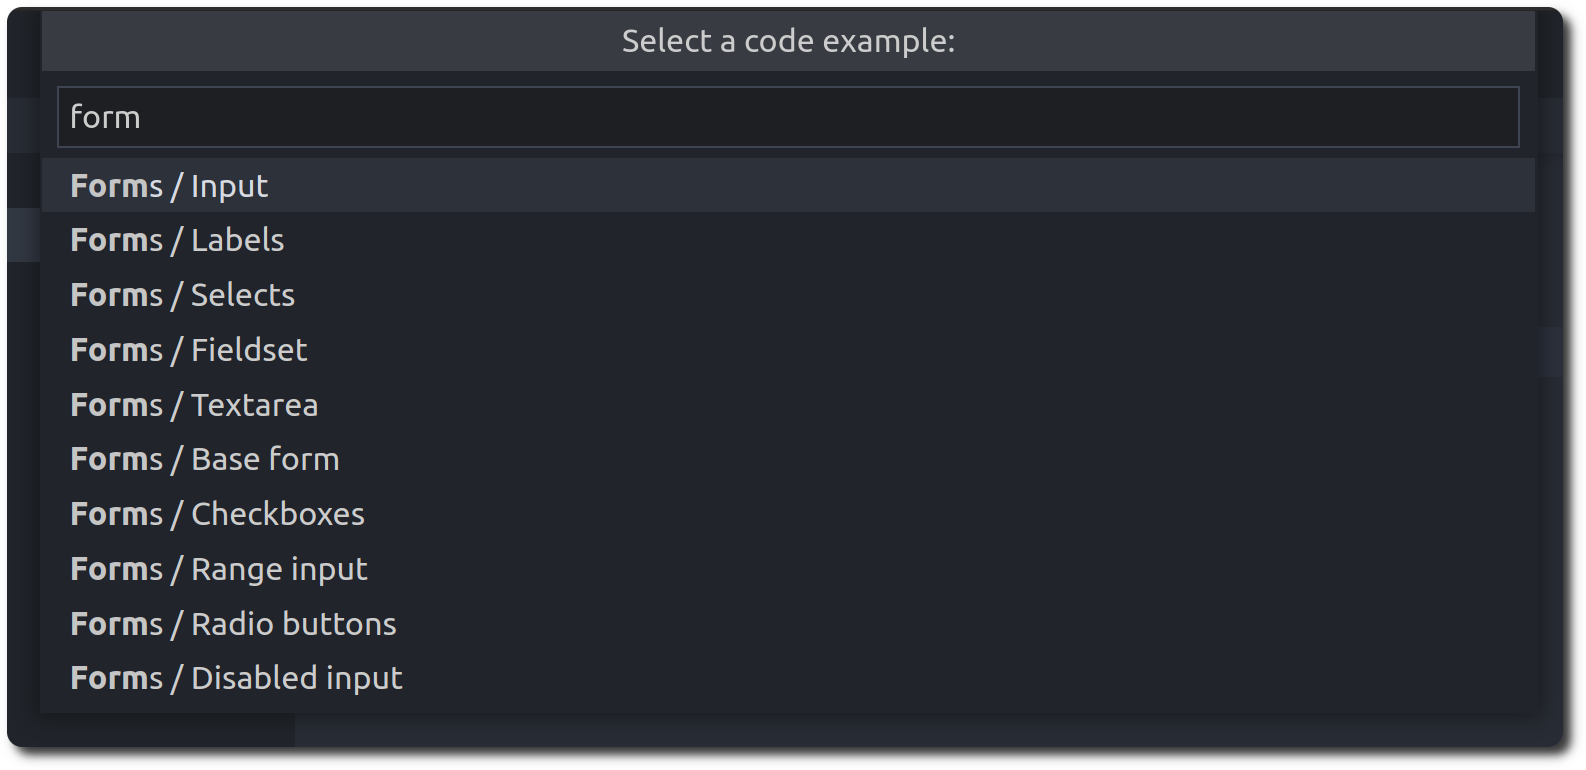 Select a code example:
form
Forms / Input
Forms / Labels
Forms / Selects
Forms / Fieldset
Forms / Textarea
Forms / Base form
Forms / Checkboxes
Forms / Range input
Forms / Radio buttons
Forms / Disabled input